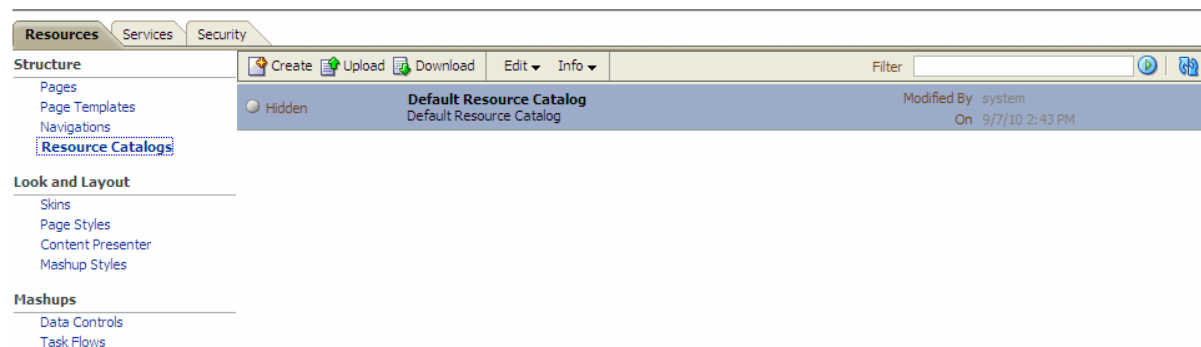 Resources Services Security
Structure
Pages
Page Templates
Navigations
Resource Catalogs
Look and Layout
Skins
Page Styles
Content Presenter
Mashup Styles
Mashups
Data Controls
Task Flows
Create Upload Download Edit Info Filter
Hidden Default Resource Catalog Modified By system
Default Resource Catalog On 9/7/10 2:43 PM